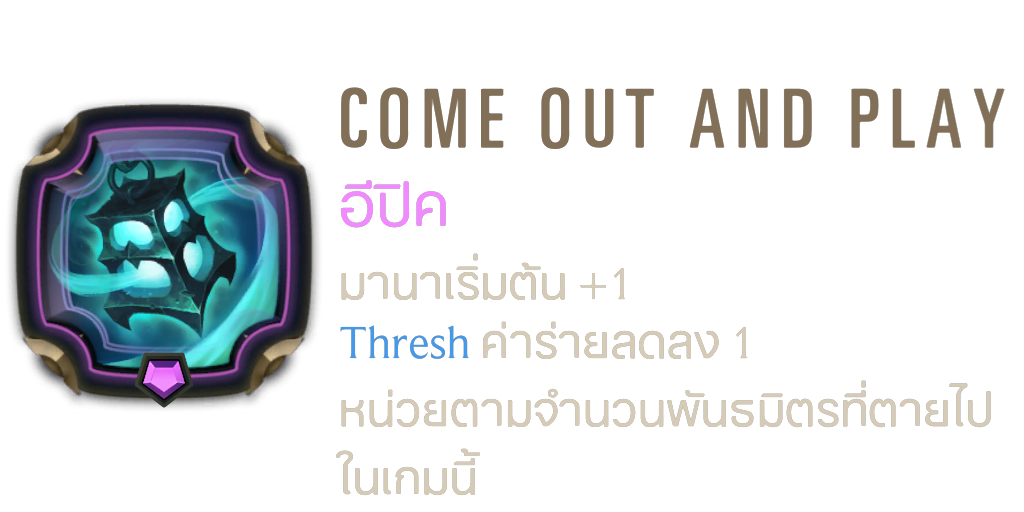 COME OUT AND PLAY
อีปิค
มานาเริ่มต้น +1
Thresh ค่าร่ายลดลง 1
หน่วยตามจำนวนพันธมิตรที่ตายไป
ในเกมนี้